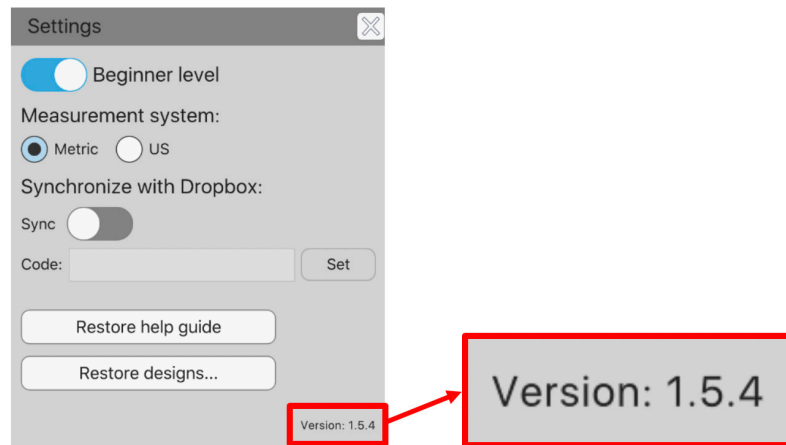 Settings
Beginner level
Measurement system:
Metric US
Synchronize with Dropbox:
Sync
Code: Set
Restore help guide
Restore designs...
Version: 1.5.4
Version: 1.5.4